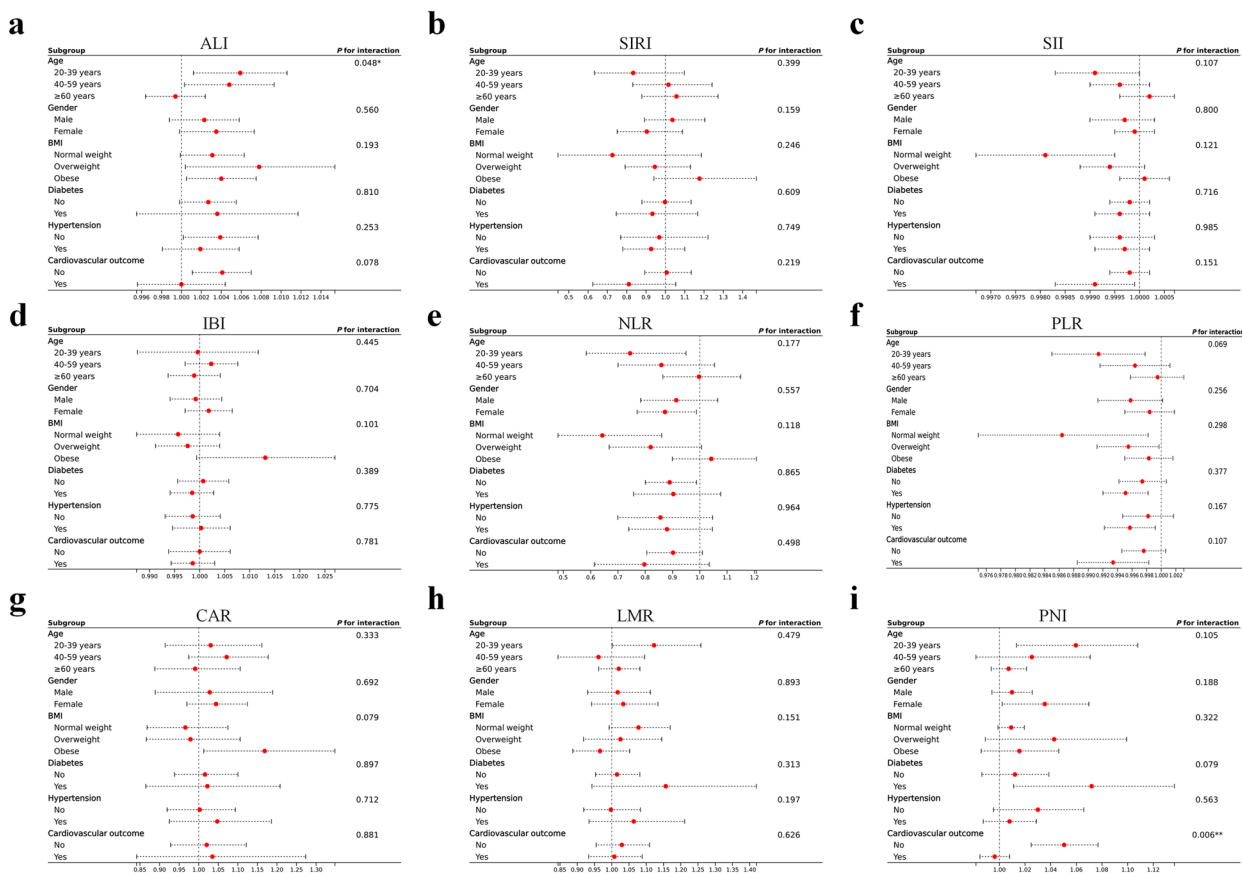 a
ALI
Subgroup P for interaction
Age 0.048*
20-39 years
40-59 years
≥60 years
Gender 0.560
Male
Female
BMI 0.193
Normal weight
Overweight
Obese
Diabetes 0.810
No
Yes
Hypertension 0.253
No
Yes
Cardiovascular outcome 0.078
No
Yes
0.996 0.998 1.000 1.002 1.004 1.006 1.008 1.010 1.012 1.014
b
SIRI
Subgroup P for interaction
Age 0.399
20-39 years
40-59 years
≥60 years
Gender 0.159
Male
Female
BMI 0.246
Normal weight
Overweight
Obese
Diabetes 0.609
No
Yes
Hypertension 0.749
No
Yes
Cardiovascular outcome 0.219
No
Yes
0.5 0.6 0.7 0.8 0.9 1.0 1.1 1.2 1.3 1.4
c
SII
Subgroup P for interaction
Age 0.107
20-39 years
40-59 years
≥60 years
Gender 0.800
Male
Female
BMI 0.121
Normal weight
Overweight
Obese
Diabetes 0.716
No
Yes
Hypertension 0.985
No
Yes
Cardiovascular outcome 0.151
No
Yes
0.9970 0.9975 0.9980 0.9985 0.9990 0.9995 1.0000 1.0005
d
IBI
Subgroup P for interaction
Age 0.445
20-39 years
40-59 years
≥60 years
Gender 0.704
Male
Female
BMI 0.101
Normal weight
Overweight
Obese
Diabetes 0.389
No
Yes
Hypertension 0.775
No
Yes
Cardiovascular outcome 0.781
No
Yes
0.990 0.995 1.000 1.005 1.010 1.015 1.020 1.025
e
NLR
Subgroup P for interaction
Age 0.177
20-39 years
40-59 years
≥60 years
Gender 0.557
Male
Female
BMI 0.118
Normal weight
Overweight
Obese
Diabetes 0.865
No
Yes
Hypertension 0.964
No
Yes
Cardiovascular outcome 0.498
No
Yes
0.5 0.6 0.7 0.8 0.9 1.0 1.1 1.2
f
PLR
Subgroup P for interaction
Age 0.069
20-39 years
40-59 years
≥60 years
Gender 0.256
Male
Female
BMI 0.298
Normal weight
Overweight
Obese
Diabetes 0.377
No
Yes
Hypertension 0.167
No
Yes
Cardiovascular outcome 0.107
No
Yes
0.976 0.978 0.980 0.982 0.984 0.986 0.988 0.990 0.992 0.994 0.996 0.998 1.000 1.002
g
CAR
Subgroup P for interaction
Age 0.333
20-39 years
40-59 years
≥60 years
Gender 0.692
Male
Female
BMI 0.079
Normal weight
Overweight
Obese
Diabetes 0.897
No
Yes
Hypertension 0.712
No
Yes
Cardiovascular outcome 0.881
No
Yes
0.85 0.90 0.95 1.00 1.05 1.10 1.15 1.20 1.25 1.30
h
LMR
Subgroup P for interaction
Age 0.479
20-39 years
40-59 years
≥60 years
Gender 0.893
Male
Female
BMI 0.151
Normal weight
Overweight
Obese
Diabetes 0.313
No
Yes
Hypertension 0.197
No
Yes
Cardiovascular outcome 0.626
No
Yes
0.85 0.90 0.95 1.00 1.05 1.10 1.15 1.20 1.25 1.30 1.35 1.40
i
PNI
Subgroup P for interaction
Age 0.105
20-39 years
40-59 years
≥60 years
Gender 0.188
Male
Female
BMI 0.322
Normal weight
Overweight
Obese
Diabetes 0.079
No
Yes
Hypertension 0.563
No
Yes
Cardiovascular outcome 0.006**
No
Yes
1.00 1.02 1.04 1.06 1.08 1.10 1.12